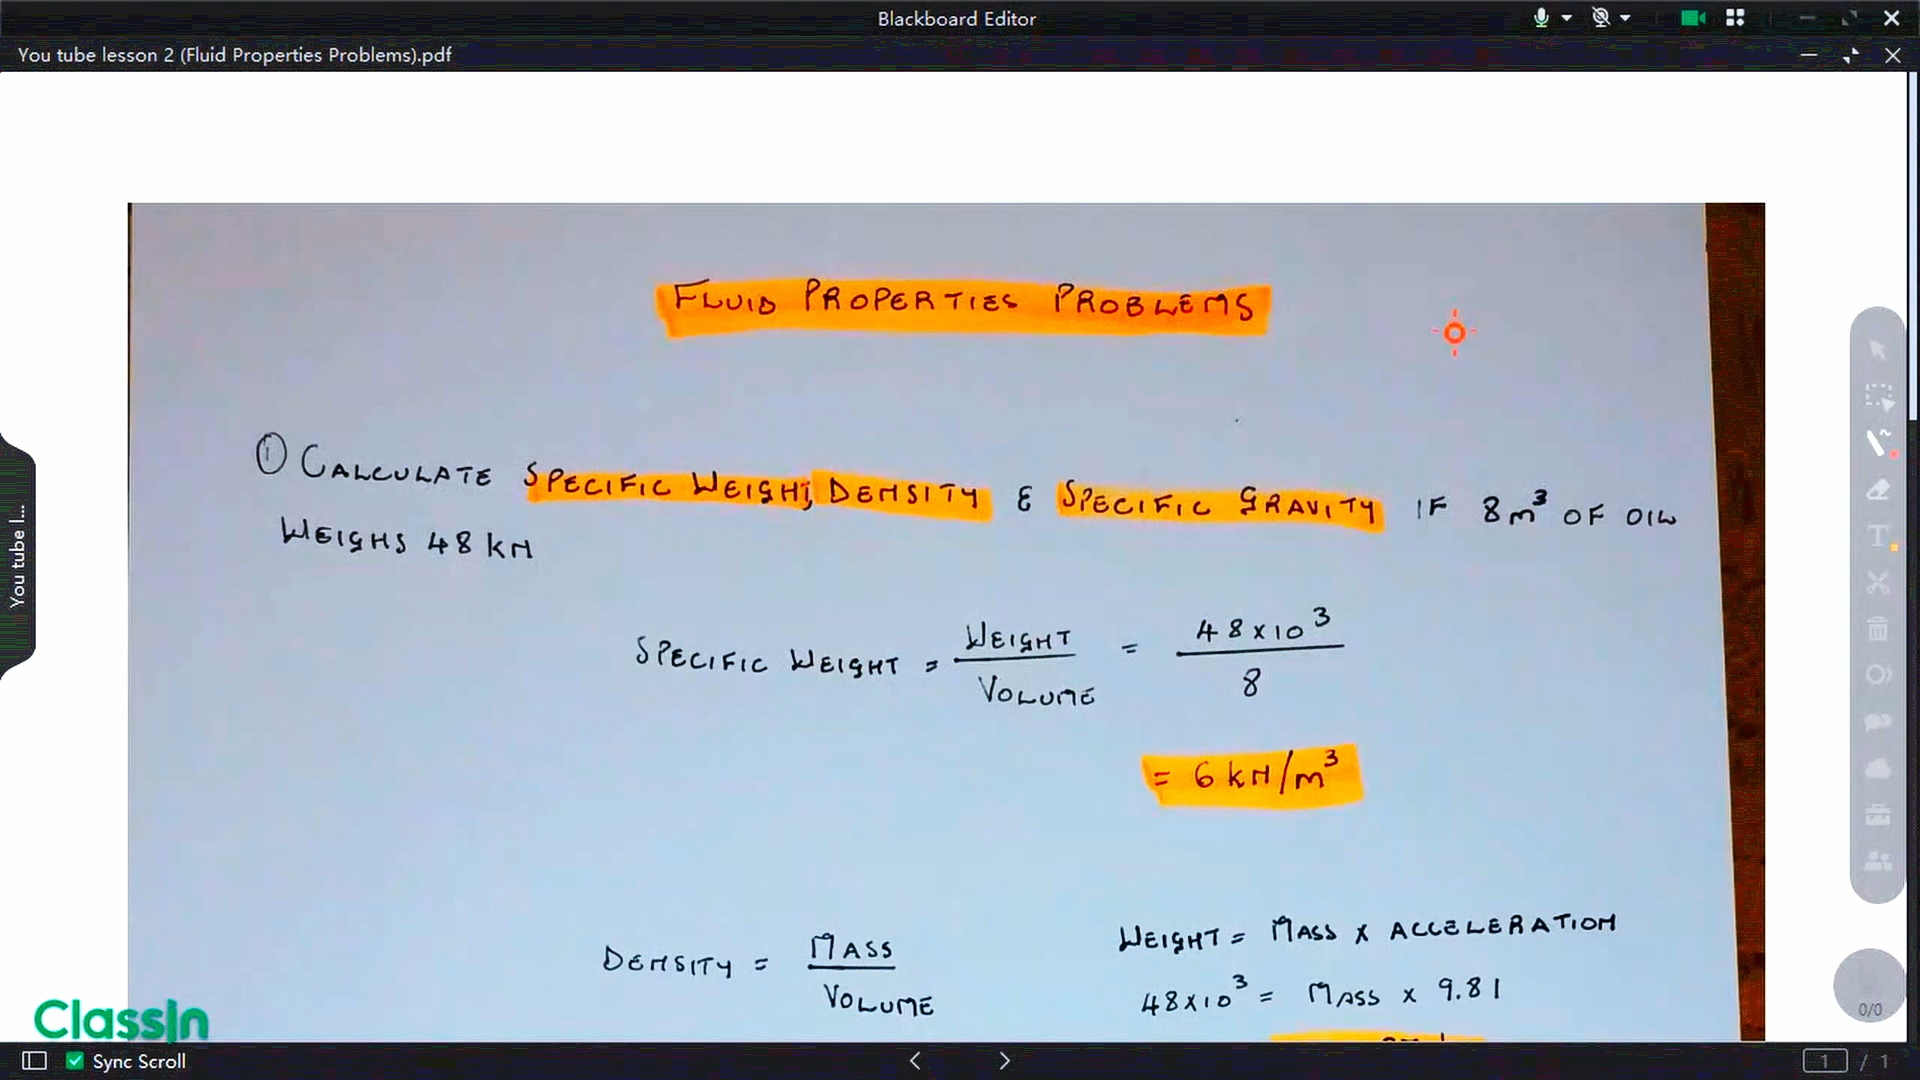 Blackboard Editor
You tube lesson 2 (Fluid Properties Problems).pdf
FLUID PROPERTIES PROBLEMS
① CALCULATE SPECIFIC WEIGHT, DENSITY & SPECIFIC GRAVITY IF 8m³ OF OIL
WEIGHS 48 kN
SPECIFIC WEIGHT = WEIGHT / VOLUME = 48 x 10³ / 8
= 6 kN/m³
DENSITY = MASS / VOLUME
WEIGHT = MASS x ACCELERATION
48 x 10³ = MASS x 9.81
You tube l...
ClassIn
0/0
Sync Scroll
1 / 1